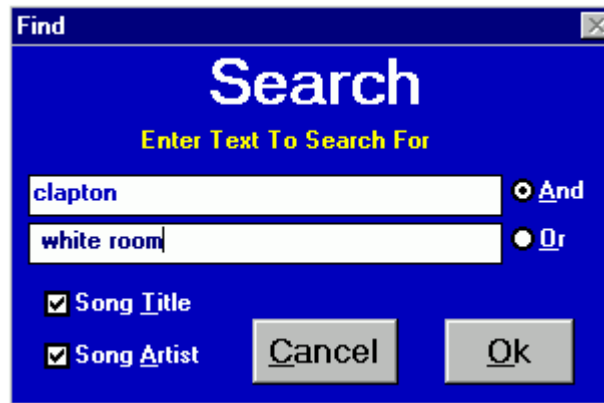 Find
Search
Enter Text To Search For
clapton
And
white room
Or
Song Title
Song Artist
Cancel
Ok